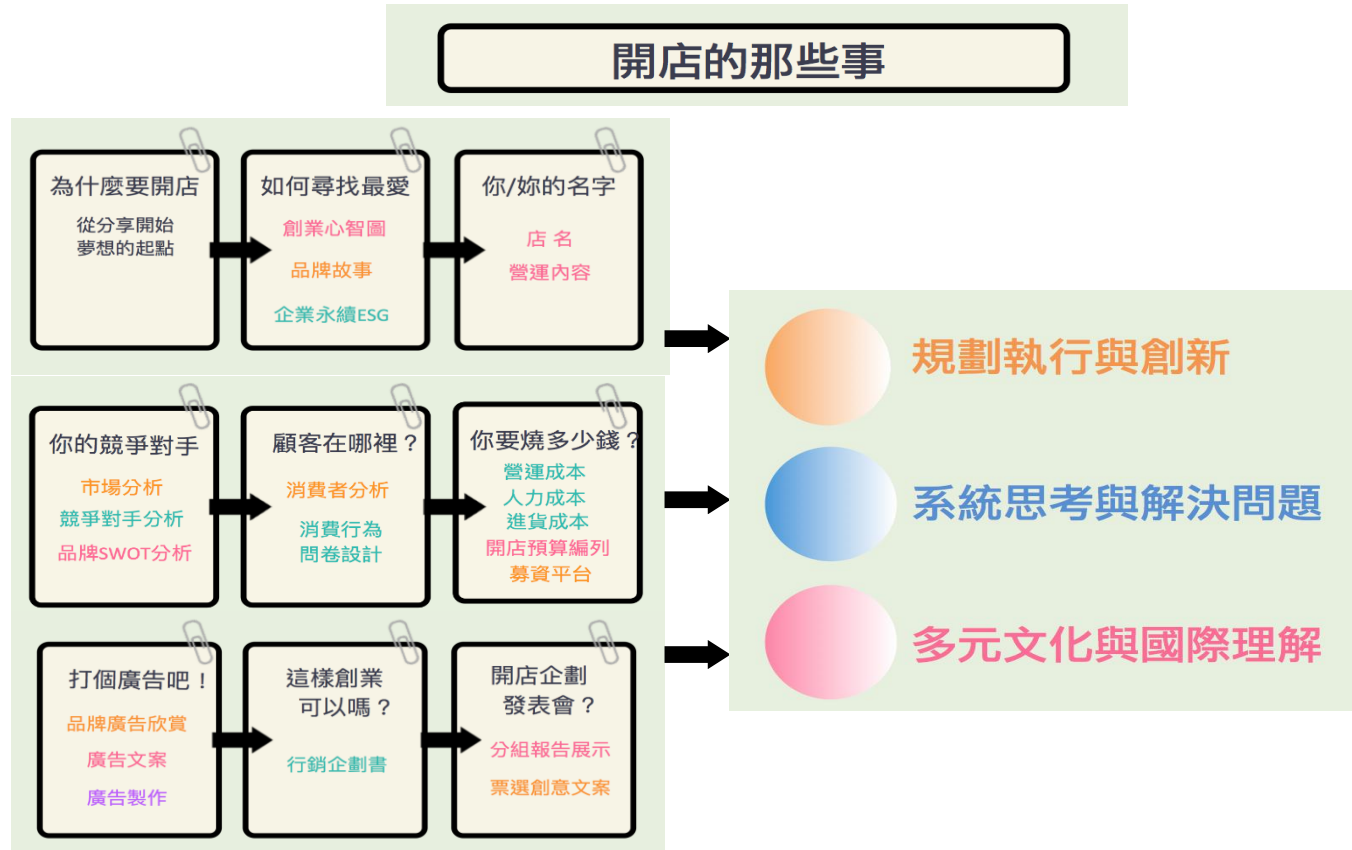 開店的那些事
為什麼要開店
從分享開始
夢想的起點
如何尋找最愛
創業心智圖
品牌故事
企業永續ESG
你/妳的名字
店 名
營運內容
你的競爭對手
市場分析
競爭對手分析
品牌SWOT分析
顧客在哪裡？
消費者分析
消費行為
問卷設計
你要燒多少錢？
營運成本
人力成本
進貨成本
開店預算編列
募資平台
打個廣告吧！
品牌廣告欣賞
廣告文案
廣告製作
這樣創業
可以嗎？
行銷企劃書
開店企劃
發表會？
分組報告展示
票選創意文案
規劃執行與創新
系統思考與解決問題
多元文化與國際理解